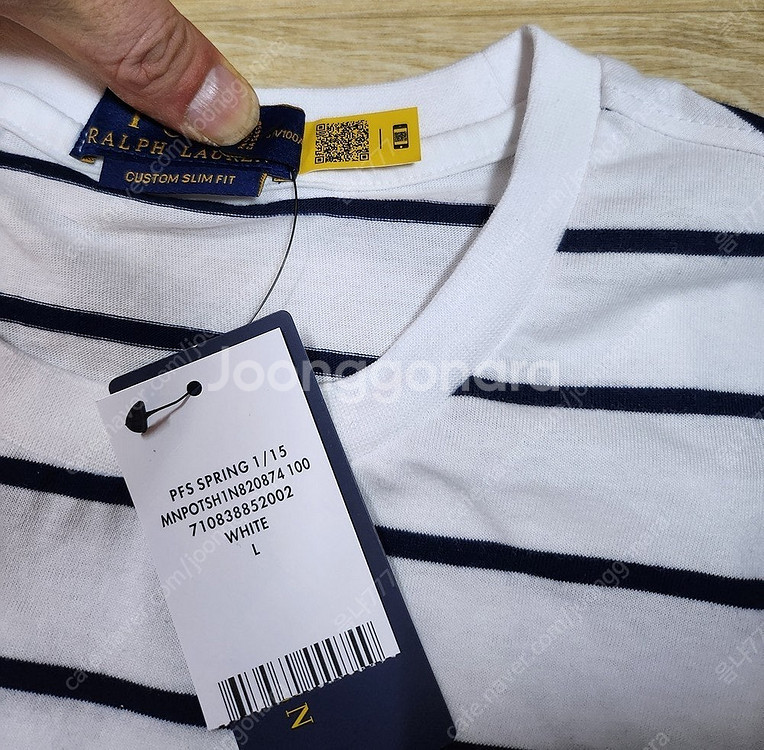 RALPH LAUREN
CUSTOM SLIM FIT
Joonggonara
PFS SPRING 1/15
MNPOTSH1N820874 100
710838852002
WHITE
L
N